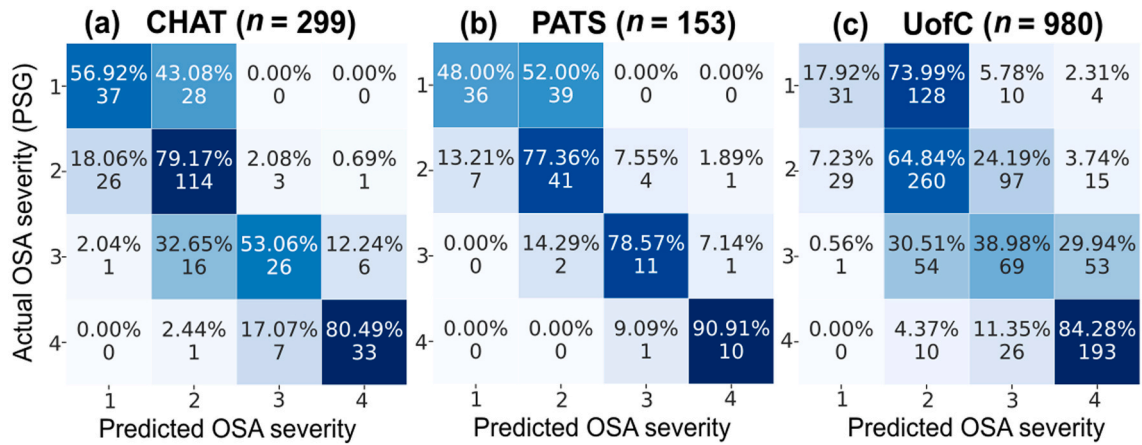 (a) CHAT (n = 299) (b) PATS (n = 153) (c) UofC (n = 980)
Actual OSA severity (PSG)
1 56.92% 43.08% 0.00% 0.00% 1 48.00% 52.00% 0.00% 0.00% 1 17.92% 73.99% 5.78% 2.31%
37 28 0 0 36 39 0 0 31 128 10 4
2 18.06% 79.17% 2.08% 0.69% 2 13.21% 77.36% 7.55% 1.89% 2 7.23% 64.84% 24.19% 3.74%
26 114 3 1 7 41 4 1 29 260 97 15
3 2.04% 32.65% 53.06% 12.24% 3 0.00% 14.29% 78.57% 7.14% 3 0.56% 30.51% 38.98% 29.94%
1 16 26 6 0 2 11 1 1 54 69 53
4 0.00% 2.44% 17.07% 80.49% 4 0.00% 0.00% 9.09% 90.91% 4 0.00% 4.37% 11.35% 84.28%
0 1 7 33 0 0 1 10 0 10 26 193
1 2 3 4 1 2 3 4 1 2 3 4
Predicted OSA severity Predicted OSA severity Predicted OSA severity